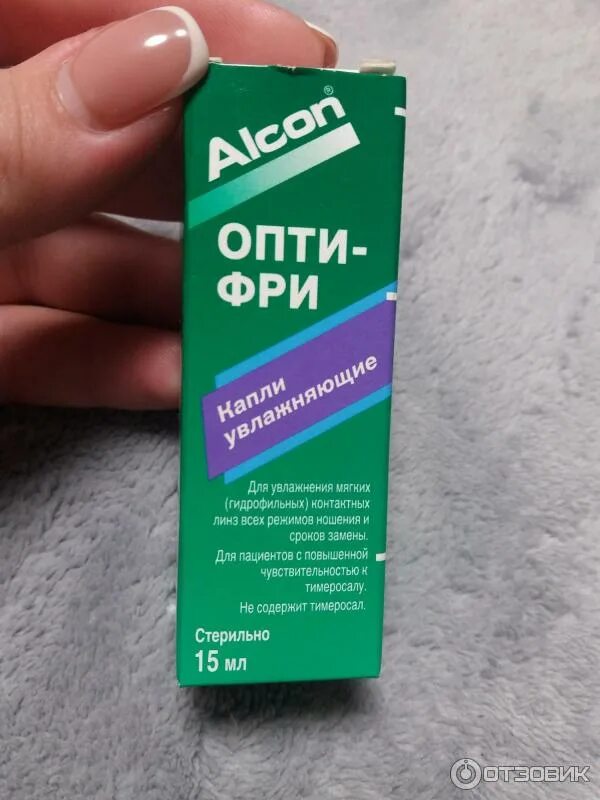 Alcon®
ОПТИ-
ФРИ
Капли
увлажняющие
Для увлажнения мягких
(гидрофильных) контактных
линз всех режимов ношения и
сроков замены.
Для пациентов с повышенной
чувствительностью к
тимеросалу.
Не содержит тимеросал.
Стерильно
15 мл
ОТЗОВИК